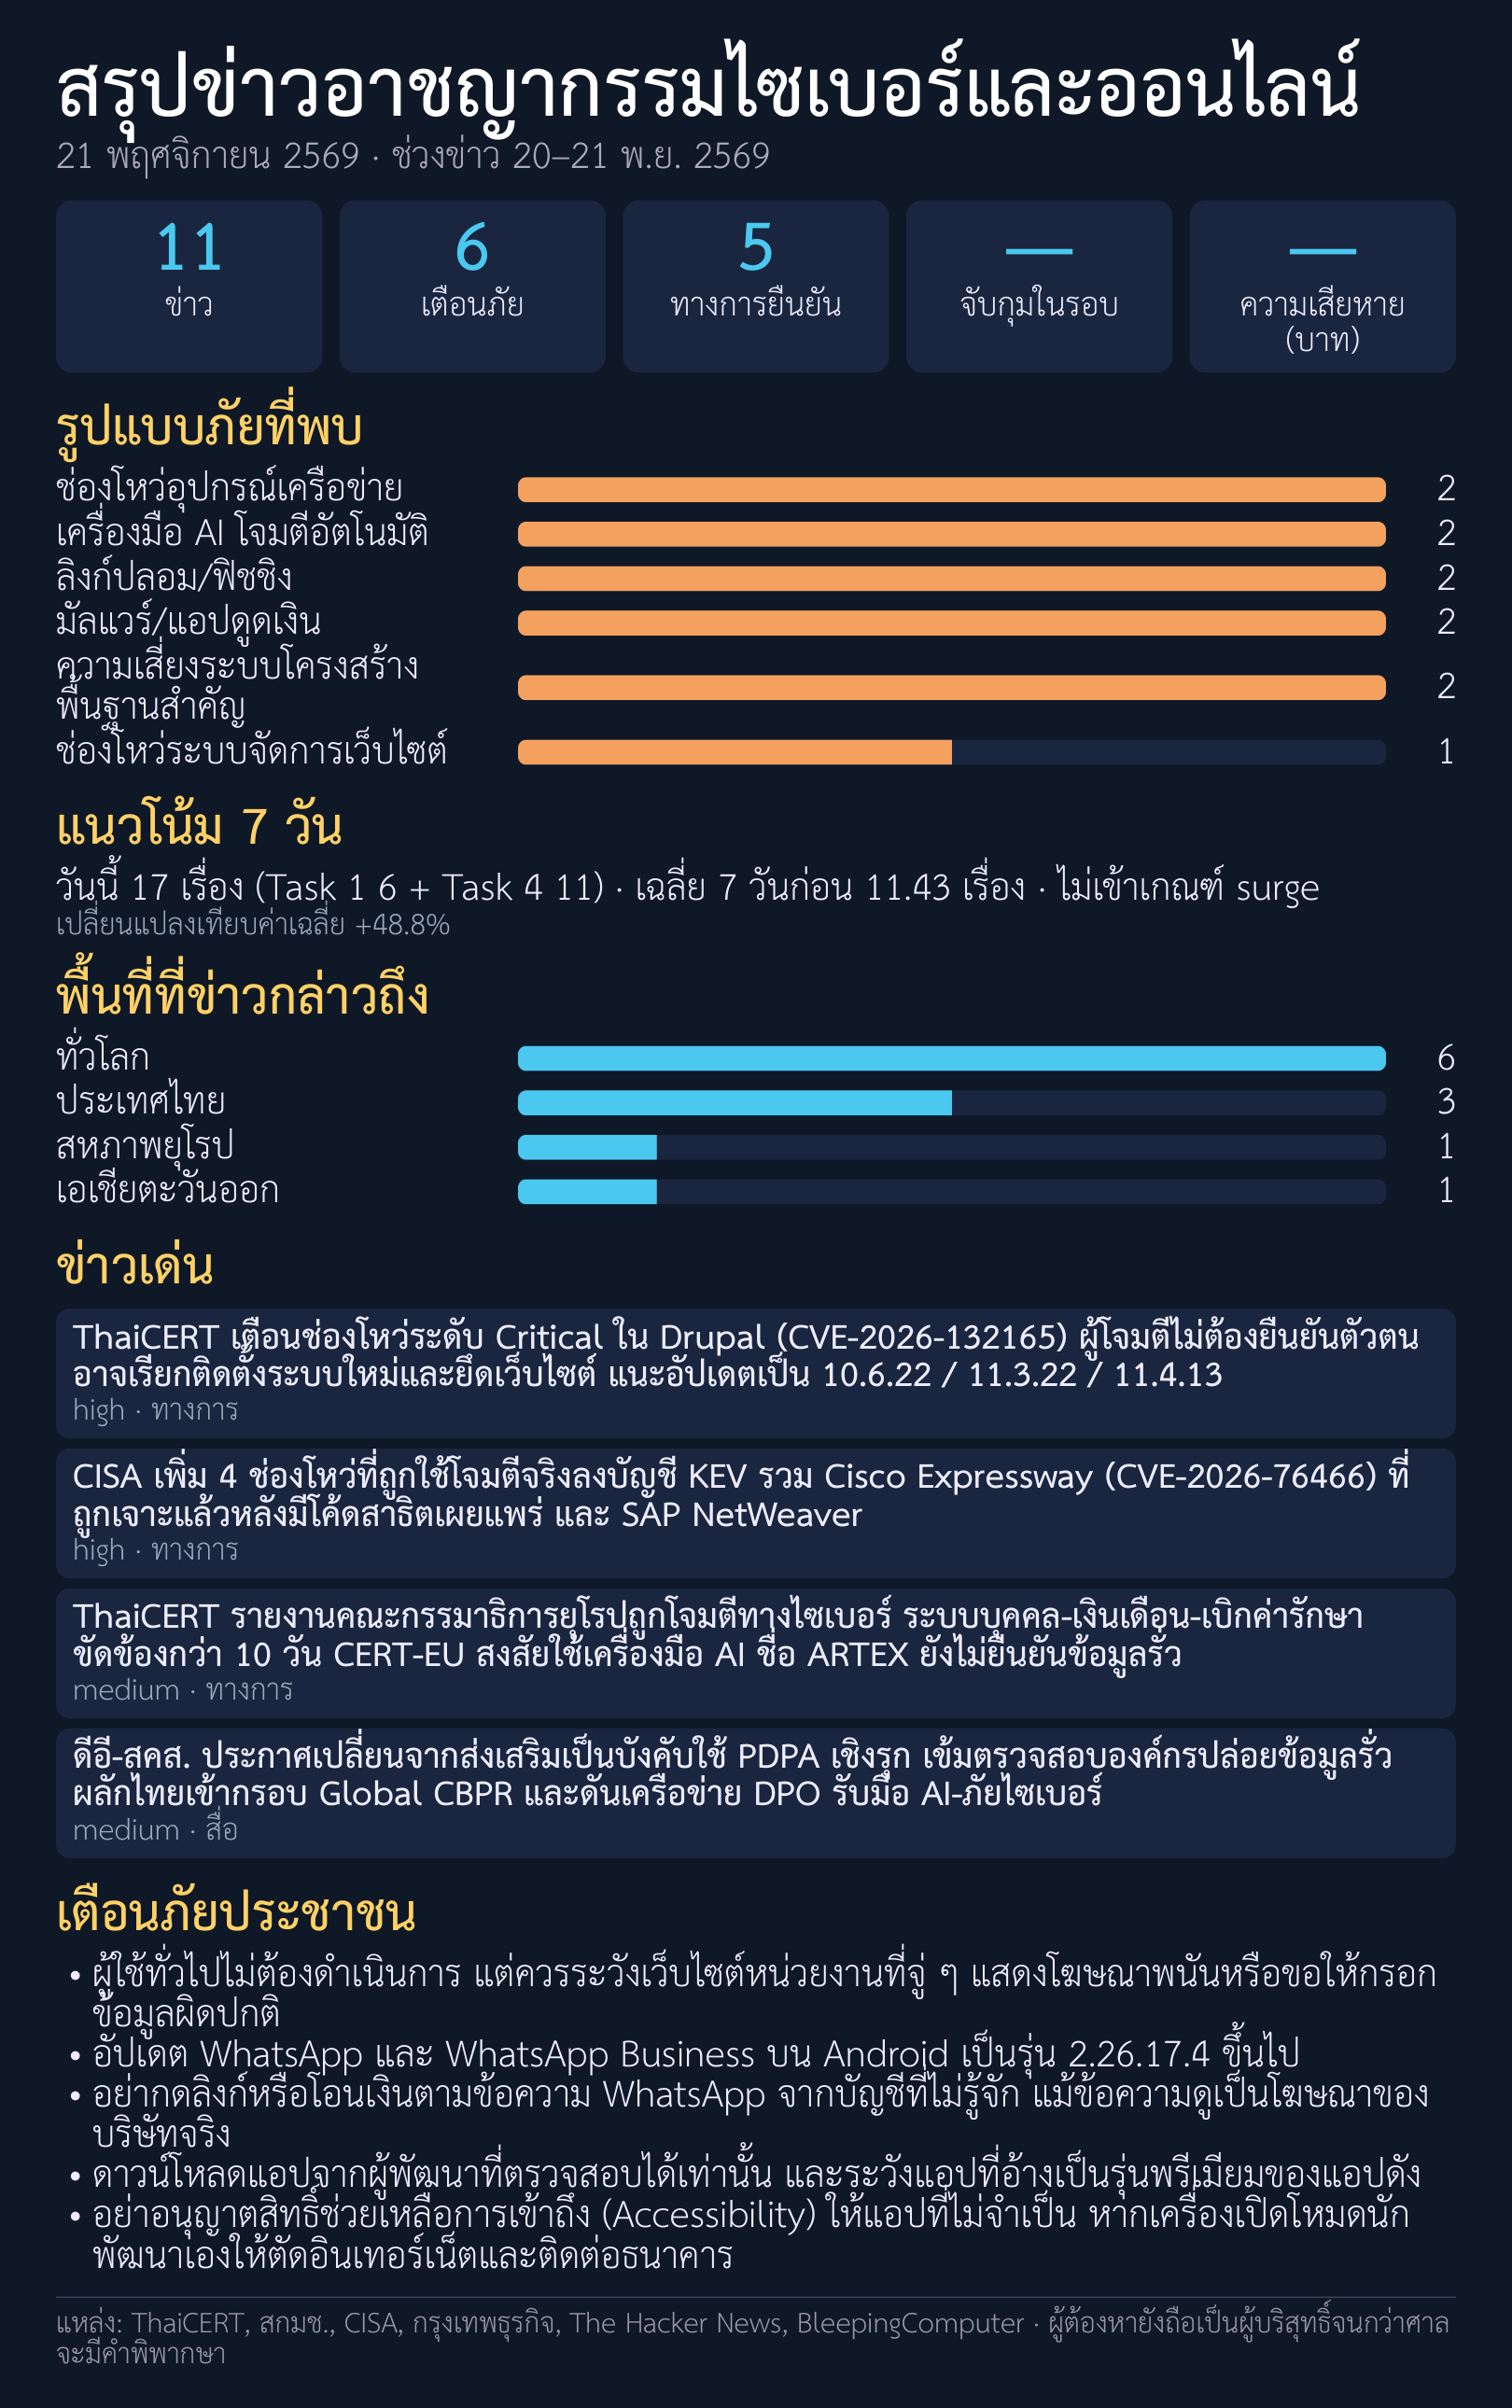 สรุปข่าวอาชญากรรมไซเบอร์และออนไลน์
21 พฤศจิกายน 2569 · ช่วงข่าว 20–21 พ.ย. 2569
11
ข่าว
6
เตือนภัย
5
ทางการยืนยัน
—
จับกุมในรอบ
—
ความเสียหาย
(บาท)
รูปแบบภัยที่พบ
ช่องโหว่อุปกรณ์เครือข่าย 2
เครื่องมือ AI โจมตีอัตโนมัติ 2
ลิงก์ปลอม/ฟิชชิง 2
มัลแวร์/แอปดูดเงิน 2
ความเสี่ยงระบบโครงสร้าง
พื้นฐานสำคัญ 2
ช่องโหว่ระบบจัดการเว็บไซต์ 1
แนวโน้ม 7 วัน
วันนี้ 17 เรื่อง (Task 1 6 + Task 4 11) · เฉลี่ย 7 วันก่อน 11.43 เรื่อง · ไม่เข้าเกณฑ์ surge
เปลี่ยนแปลงเทียบค่าเฉลี่ย +48.8%
พื้นที่ที่ข่าวกล่าวถึง
ทั่วโลก 6
ประเทศไทย 3
สหภาพยุโรป 1
เอเชียตะวันออก 1
ข่าวเด่น
ThaiCERT เตือนช่องโหว่ระดับ Critical ใน Drupal (CVE-2026-132165) ผู้โจมตีไม่ต้องยืนยันตัวตน
อาจเรียกติดตั้งระบบใหม่และยึดเว็บไซต์ แนะอัปเดตเป็น 10.6.22 / 11.3.22 / 11.4.13
high · ทางการ
CISA เพิ่ม 4 ช่องโหว่ที่ถูกใช้โจมตีจริงลงบัญชี KEV รวม Cisco Expressway (CVE-2026-76466) ที่
ถูกเจาะแล้วหลังมีโค้ดสาธิตเผยแพร่ และ SAP NetWeaver
high · ทางการ
ThaiCERT รายงานคณะกรรมาธิการยุโรปถูกโจมตีทางไซเบอร์ ระบบบุคคล-เงินเดือน-เบิกค่ารักษา
ขัดข้องกว่า 10 วัน CERT-EU สงสัยใช้เครื่องมือ AI ชื่อ ARTEX ยังไม่ยืนยันข้อมูลรั่ว
medium · ทางการ
ดีอี-สคส. ประกาศเปลี่ยนจากส่งเสริมเป็นบังคับใช้ PDPA เชิงรุก เข้มตรวจสอบองค์กรปล่อยข้อมูลรั่ว
ผลักไทยเข้ากรอบ Global CBPR และดันเครือข่าย DPO รับมือ AI-ภัยไซเบอร์
medium · สื่อ
เตือนภัยประชาชน
• ผู้ใช้ทั่วไปไม่ต้องดำเนินการ แต่ควรระวังเว็บไซต์หน่วยงานที่จู่ ๆ แสดงโฆษณาพนันหรือขอให้กรอก
ข้อมูลผิดปกติ
• อัปเดต WhatsApp และ WhatsApp Business บน Android เป็นรุ่น 2.26.17.4 ขึ้นไป
• อย่ากดลิงก์หรือโอนเงินตามข้อความ WhatsApp จากบัญชีที่ไม่รู้จัก แม้ข้อความดูเป็นโฆษณาของ
บริษัทจริง
• ดาวน์โหลดแอปจากผู้พัฒนาที่ตรวจสอบได้เท่านั้น และระวังแอปที่อ้างเป็นรุ่นพรีเมียมของแอปดัง
• อย่าอนุญาตสิทธิ์ช่วยเหลือการเข้าถึง (Accessibility) ให้แอปที่ไม่จำเป็น หากเครื่องเปิดโหมดนัก
พัฒนาเองให้ตัดอินเทอร์เน็ตและติดต่อธนาคาร
แหล่ง: ThaiCERT, สกมช., CISA, กรุงเทพธุรกิจ, The Hacker News, BleepingComputer · ผู้ต้องหายังถือเป็นผู้บริสุทธิ์จนกว่าศาล
จะมีคำพิพากษา